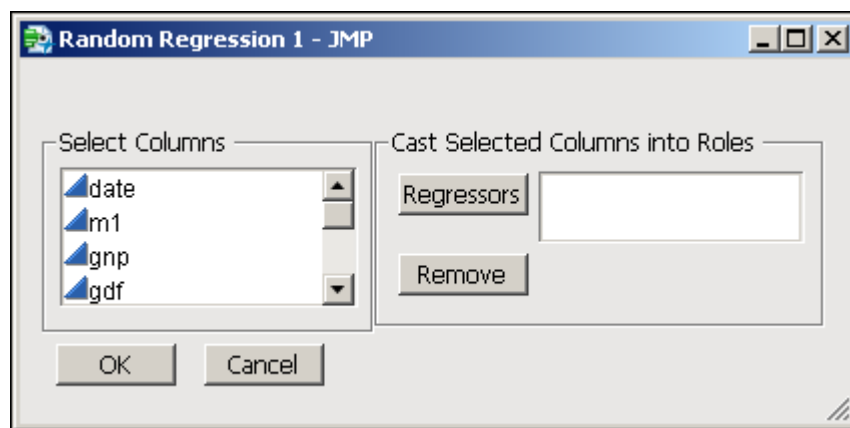 Random Regression 1 - JMP
Select Columns
date
m1
gnp
gdf
Cast Selected Columns into Roles
Regressors
Remove
OK
Cancel